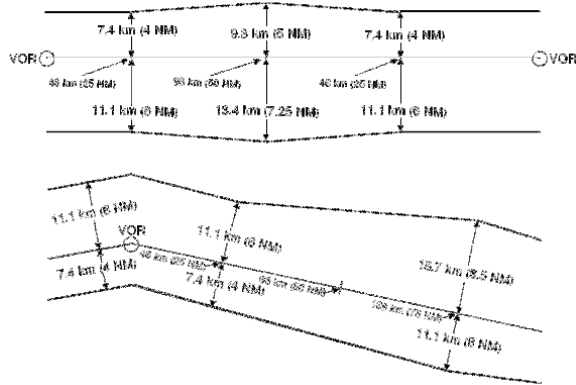 7.4 km (4 NM)
9.3 km (5 NM)
7.4 km (4 NM)
VOR
VOR
46 km (25 NM)
93 km (50 NM)
46 km (25 NM)
11.1 km (6 NM)
13.4 km (7.25 NM)
11.1 km (6 NM)
11.1 km (6 NM)
VOR
11.1 km (6 NM)
7.4 km (4 NM)
46 km (25 NM)
7.4 km (4 NM)
93 km (50 NM)
15.7 km (8.5 NM)
11.1 km (6 NM)